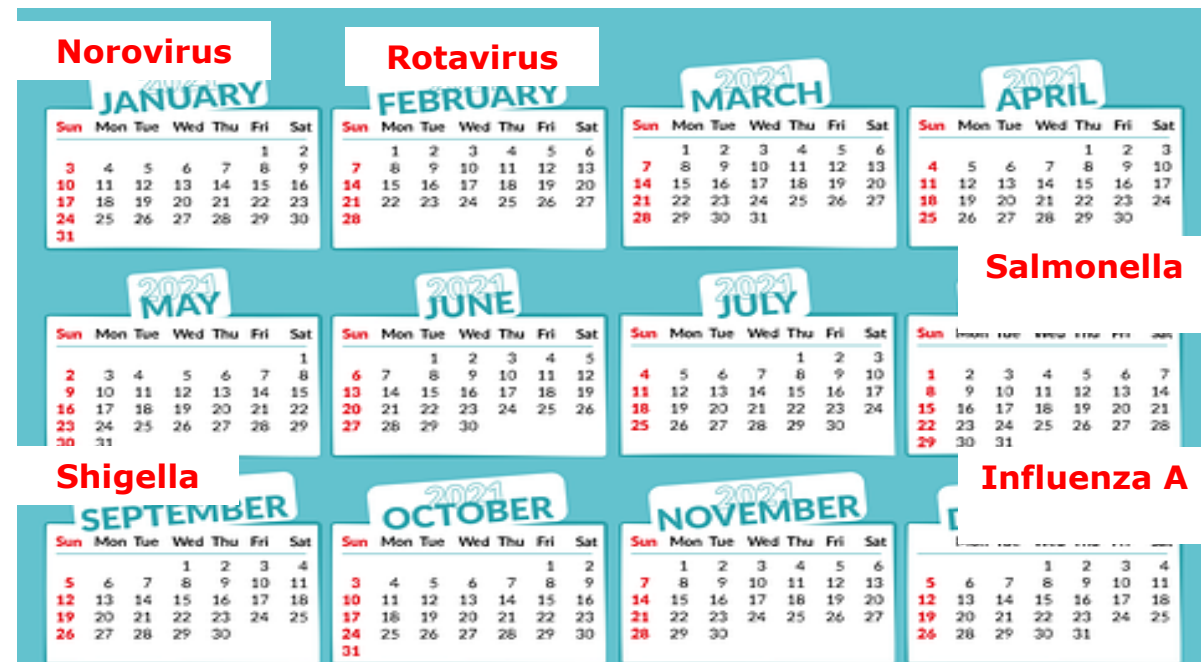 Norovirus
2021
JANUARY
Sun Mon Tue Wed Thu Fri Sat
1 2
3 4 5 6 7 8 9
10 11 12 13 14 15 16
17 18 19 20 21 22 23
24 25 26 27 28 29 30
31
Rotavirus
FEBRUARY
Sun Mon Tue Wed Thu Fri Sat
1 2 3 4 5 6
7 8 9 10 11 12 13
14 15 16 17 18 19 20
21 22 23 24 25 26 27
28
2021
MARCH
Sun Mon Tue Wed Thu Fri Sat
1 2 3 4 5 6
7 8 9 10 11 12 13
14 15 16 17 18 19 20
21 22 23 24 25 26 27
28 29 30 31
2021
APRIL
Sun Mon Tue Wed Thu Fri Sat
1 2 3
4 5 6 7 8 9 10
11 12 13 14 15 16 17
18 19 20 21 22 23 24
25 26 27 28 29 30
2021
MAY
Sun Mon Tue Wed Thu Fri Sat
1
2 3 4 5 6 7 8
9 10 11 12 13 14 15
16 17 18 19 20 21 22
23 24 25 26 27 28 29
30 31
2021
JUNE
Sun Mon Tue Wed Thu Fri Sat
1 2 3 4 5
6 7 8 9 10 11 12
13 14 15 16 17 18 19
20 21 22 23 24 25 26
27 28 29 30
2021
JULY
Sun Mon Tue Wed Thu Fri Sat
1 2 3
4 5 6 7 8 9 10
11 12 13 14 15 16 17
18 19 20 21 22 23 24
25 26 27 28 29 30
Salmonella
Sun Mon Tue Wed Thu Fri Sat
1 2 3 4 5 6 7
8 9 10 11 12 13 14
15 16 17 18 19 20 21
22 23 24 25 26 27 28
29 30 31
Shigella
SEPTEMBER
Sun Mon Tue Wed Thu Fri Sat
1 2 3 4
5 6 7 8 9 10 11
12 13 14 15 16 17 18
19 20 21 22 23 24 25
26 27 28 29 30
2021
OCTOBER
Sun Mon Tue Wed Thu Fri Sat
1 2
3 4 5 6 7 8 9
10 11 12 13 14 15 16
17 18 19 20 21 22 23
24 25 26 27 28 29 30
31
2021
NOVEMBER
Sun Mon Tue Wed Thu Fri Sat
1 2 3 4 5 6
7 8 9 10 11 12 13
14 15 16 17 18 19 20
21 22 23 24 25 26 27
28 29 30
Influenza A
Sun
1 2 3 4
5 6 7 8 9 10 11
12 13 14 15 16 17 18
19 20 21 22 23 24 25
26 28 29 30 31